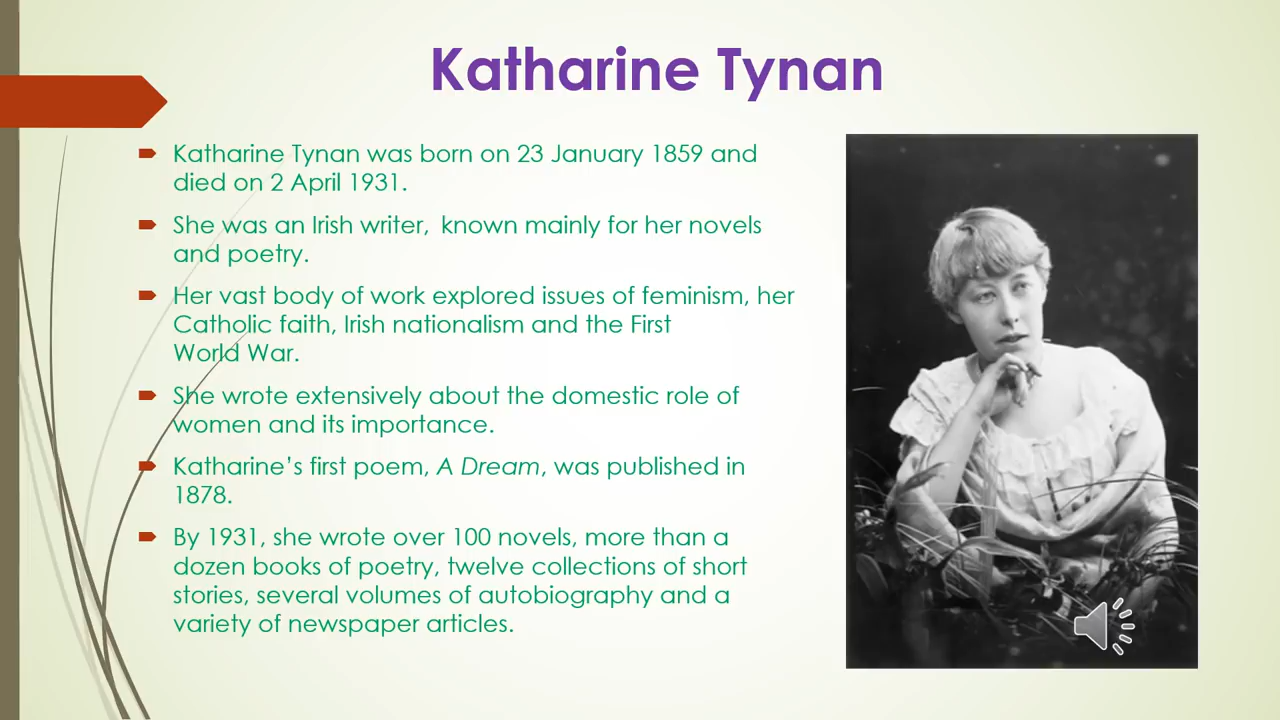 Katharine Tynan
Katharine Tynan was born on 23 January 1859 and
died on 2 April 1931.
She was an Irish writer,  known mainly for her novels
and poetry.
Her vast body of work explored issues of feminism, her
Catholic faith, Irish nationalism and the First
World War.
She wrote extensively about the domestic role of
women and its importance.
Katharine’s first poem, A Dream, was published in
1878.
By 1931, she wrote over 100 novels, more than a
dozen books of poetry, twelve collections of short
stories, several volumes of autobiography and a
variety of newspaper articles.